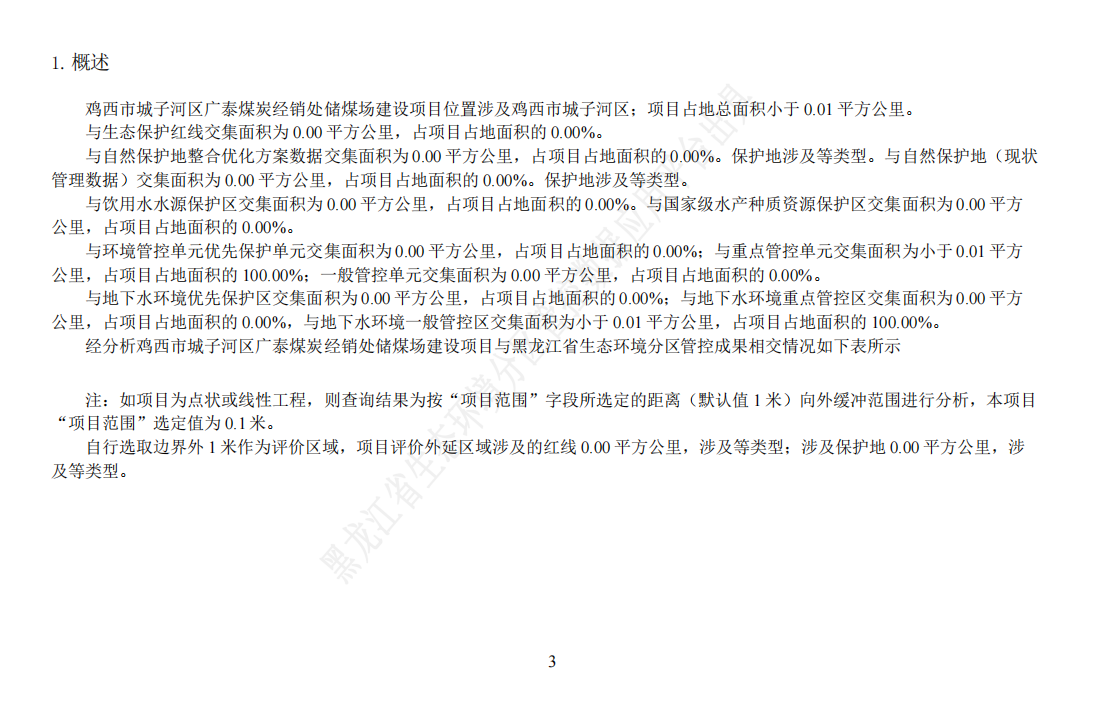 1. 概述
鸡西市城子河区广泰煤炭经销处储煤场建设项目位置涉及鸡西市城子河区；项目占地总面积小于 0.01 平方公里。
与生态保护红线交集面积为 0.00 平方公里，占项目占地面积的 0.00%。
与自然保护地整合优化方案数据交集面积为 0.00 平方公里，占项目占地面积的 0.00%。保护地涉及等类型。与自然保护地（现状
管理数据）交集面积为 0.00 平方公里，占项目占地面积的 0.00%。保护地涉及等类型。
与饮用水水源保护区交集面积为 0.00 平方公里，占项目占地面积的 0.00%。与国家级水产种质资源保护区交集面积为 0.00 平方
公里，占项目占地面积的 0.00%。
与环境管控单元优先保护单元交集面积为 0.00 平方公里，占项目占地面积的 0.00%；与重点管控单元交集面积为小于 0.01 平方
公里，占项目占地面积的 100.00%；一般管控单元交集面积为 0.00 平方公里，占项目占地面积的 0.00%。
与地下水环境优先保护区交集面积为 0.00 平方公里，占项目占地面积的 0.00%；与地下水环境重点管控区交集面积为 0.00 平方
公里，占项目占地面积的 0.00%，与地下水环境一般管控区交集面积为小于 0.01 平方公里，占项目占地面积的 100.00%。
经分析鸡西市城子河区广泰煤炭经销处储煤场建设项目与黑龙江省生态环境分区管控成果相交情况如下表所示
注：如项目为点状或线性工程，则查询结果为按“项目范围”字段所选定的距离（默认值 1 米）向外缓冲范围进行分析，本项目
“项目范围”选定值为 0.1 米。
自行选取边界外 1 米作为评价区域，项目评价外延区域涉及的红线 0.00 平方公里，涉及等类型；涉及保护地 0.00 平方公里，涉
及等类型。
黑龙江省生态环境分区管控数据应用平台出具
3